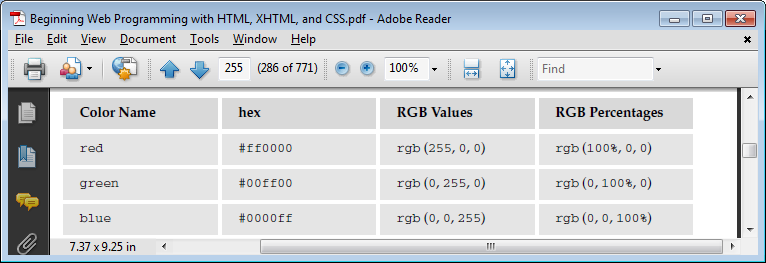 Beginning Web Programming with HTML, XHTML, and CSS.pdf - Adobe Reader
File Edit View Document Tools Window Help
255 (286 of 771) 100% Find
Color Name hex RGB Values RGB Percentages
red #ff0000 rgb (255, 0, 0) rgb (100%, 0, 0)
green #00ff00 rgb (0, 255, 0) rgb (0, 100%, 0)
blue #0000ff rgb (0, 0, 255) rgb (0, 0, 100%)
7.37 x 9.25 in